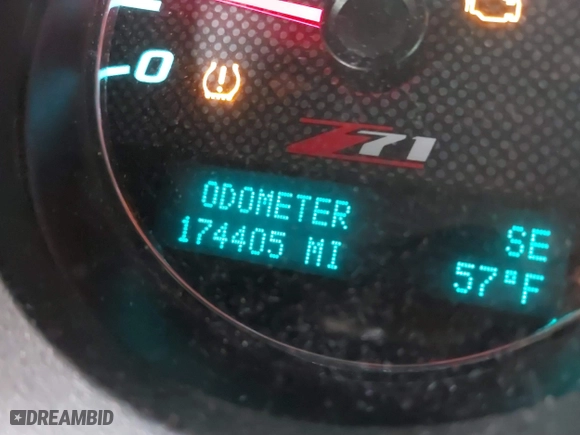 0
Z71
ODOMETER
174405 MI
SE
57°F
DREAMBID